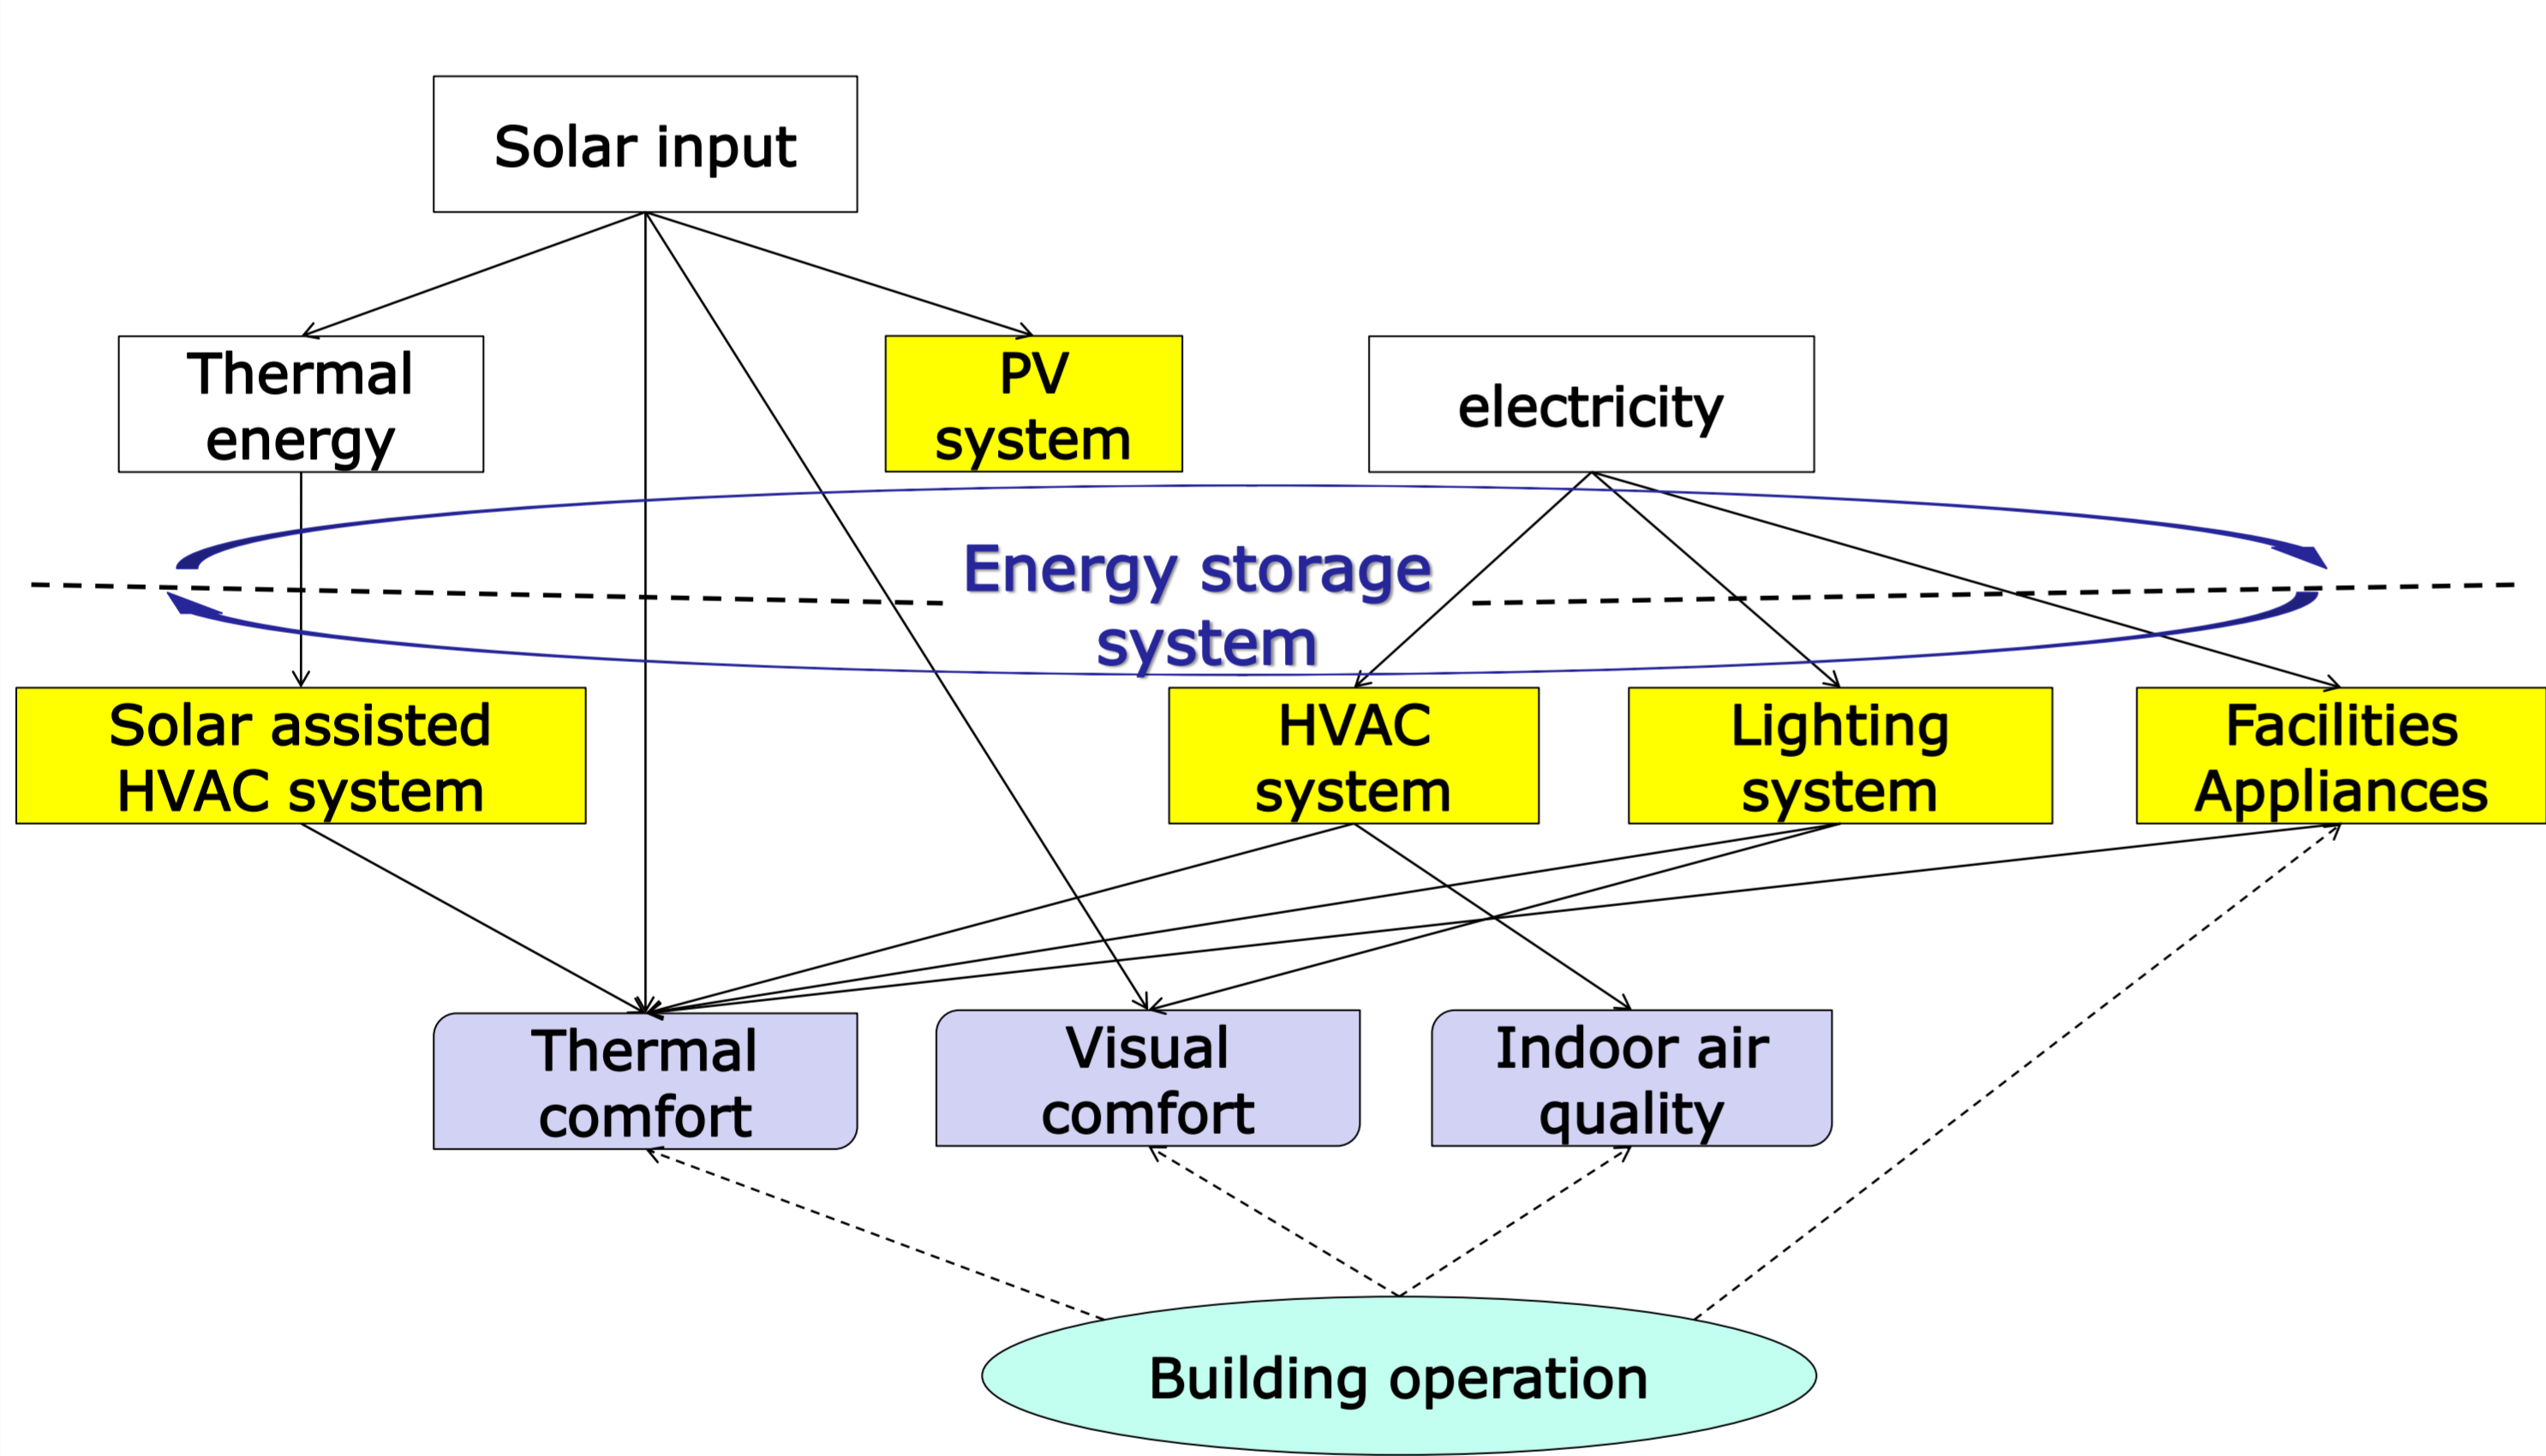 Solar input
Thermal
energy
PV
system
electricity
Energy storage
system
Solar assisted
HVAC system
HVAC
system
Lighting
system
Facilities
Appliances
Thermal
comfort
Visual
comfort
Indoor air
quality
Building operation